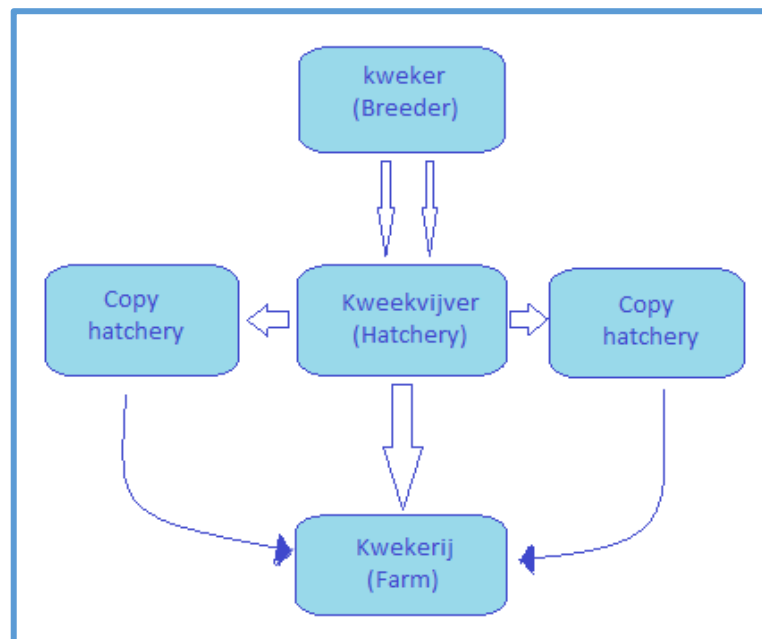 kweker
(Breeder)
Copy
hatchery
Kweekvijver
(Hatchery)
Copy
hatchery
Kwekerij
(Farm)